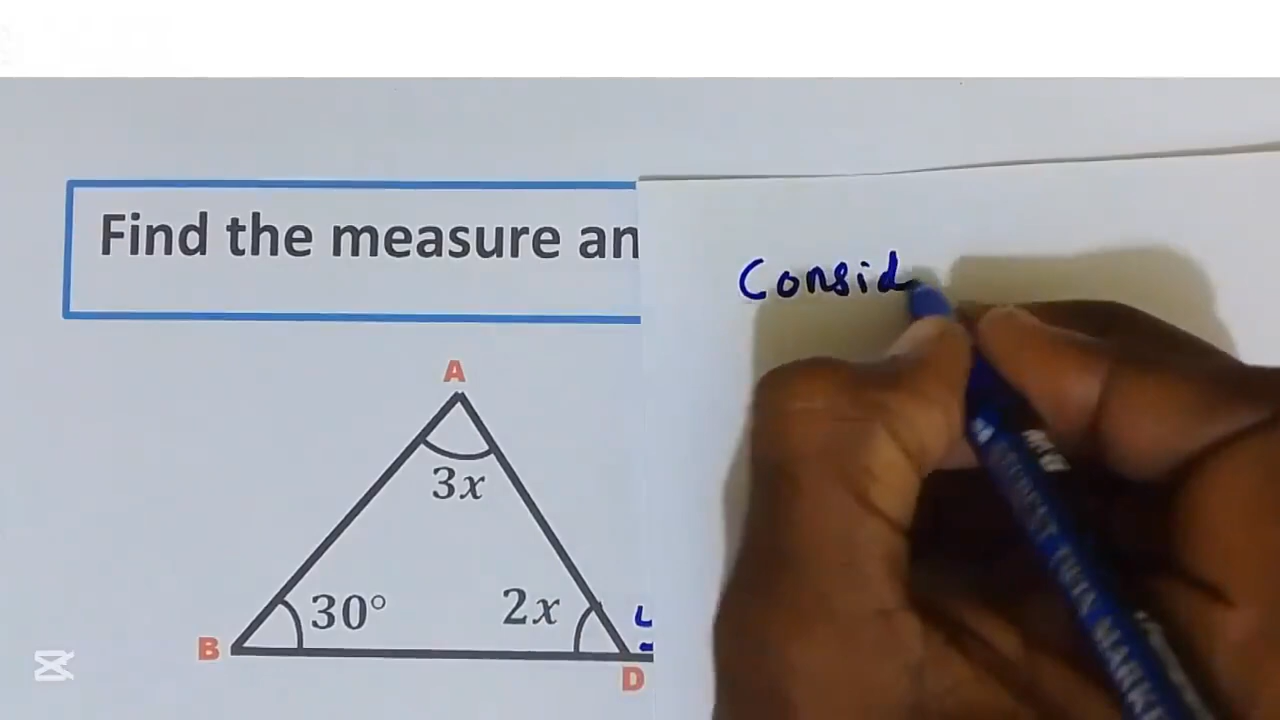 Find the measure an
Consid
A
3x
30°
2x
B
D